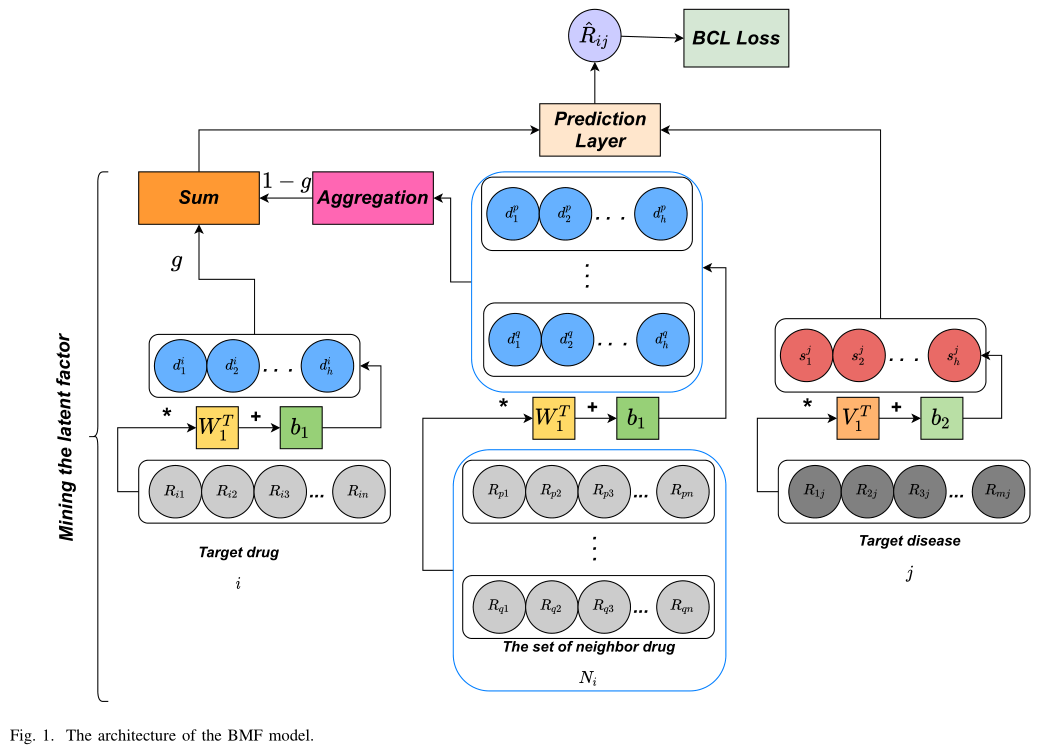 R̂_{ij}
BCL Loss
Prediction
Layer
Sum
1 − g
Aggregation
d_1^p d_2^p ... d_h^p
g
d_1^q d_2^q ... d_h^q
Mining the latent factor
d_1^i d_2^i ... d_h^i
s_1^j s_2^j ... s_h^j
* W_1^T + b_1
* W_1^T + b_1
* V_1^T + b_2
R_{i1} R_{i2} R_{i3} ... R_{in}
R_{p1} R_{p2} R_{p3} ... R_{pn}
R_{1j} R_{2j} R_{3j} ... R_{mj}
Target drug
i
Target disease
j
R_{q1} R_{q2} R_{q3} ... R_{qn}
The set of neighbor drug
N_i
Fig. 1. The architecture of the BMF model.